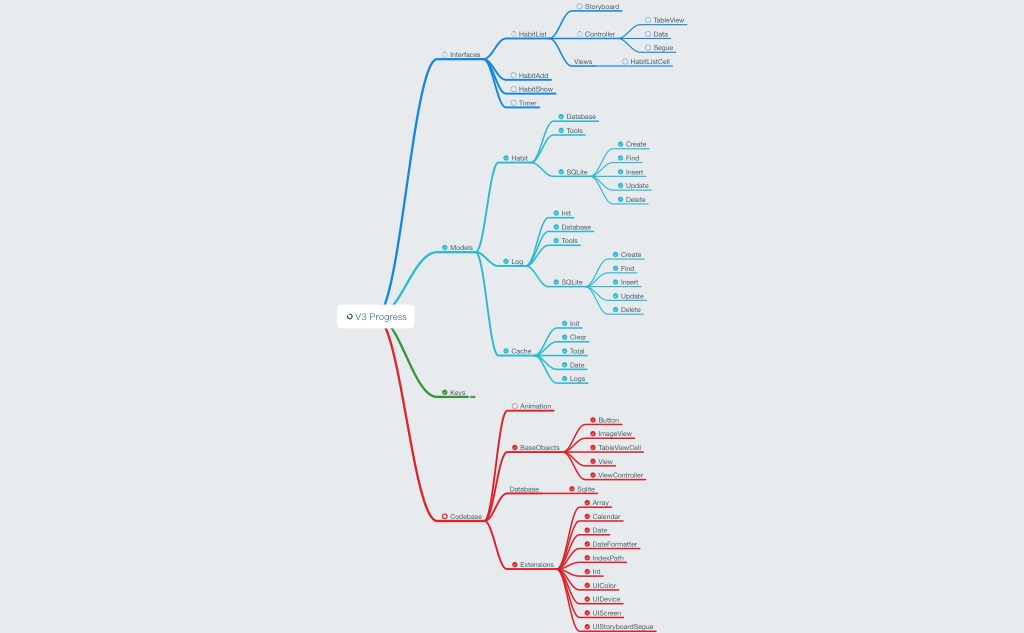 V3 Progress
Interfaces
HabitList
Storyboard
Controller
TableView
Data
Segue
Views
HabitListCell
HabitAdd
HabitShow
Timer
Models
Habit
Database
Tools
SQLite
Create
Find
Insert
Update
Delete
Log
Init
Database
Tools
SQLite
Create
Find
Insert
Update
Delete
Cache
Init
Clear
Total
Date
Logs
Keys
Codebase
Animation
BaseObjects
Button
ImageView
TableViewCell
View
ViewController
Database
Sqlite
Extensions
Array
Calendar
Date
DateFormatter
IndexPath
Int
UIColor
UIDevice
UIScreen
UIStoryboardSegue